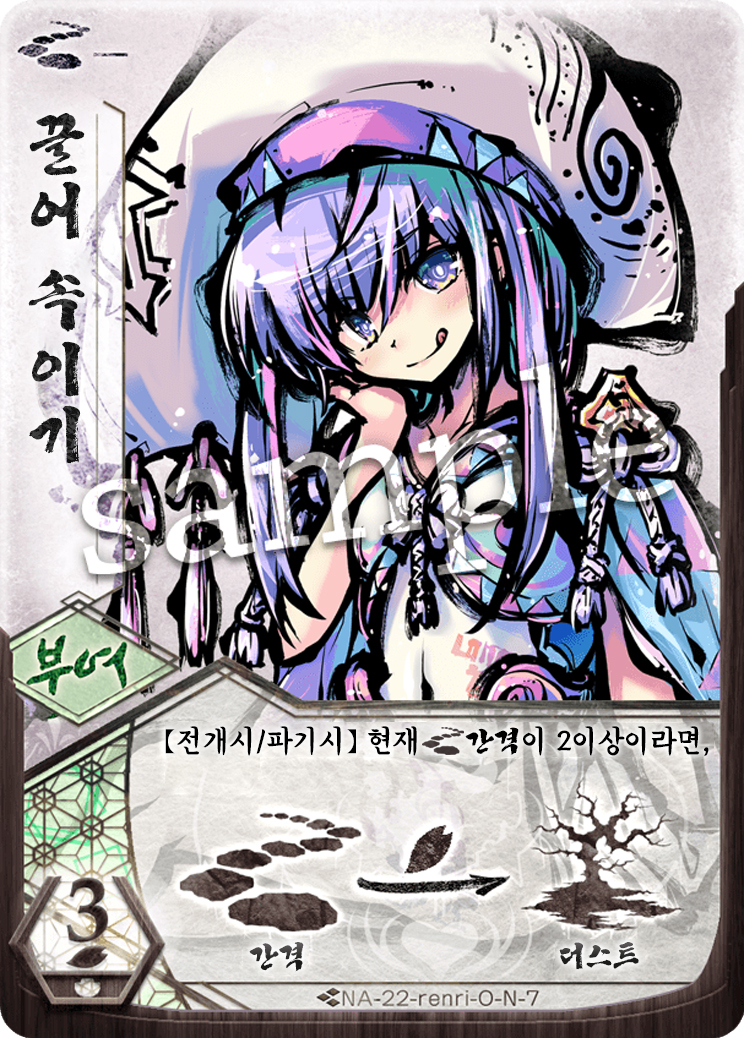 끌어 속이기
sample
부여
【전개시/파기시】 현재 간격이 2이상이라면,
간격
더스트
3
NA-22-renri-O-N-7